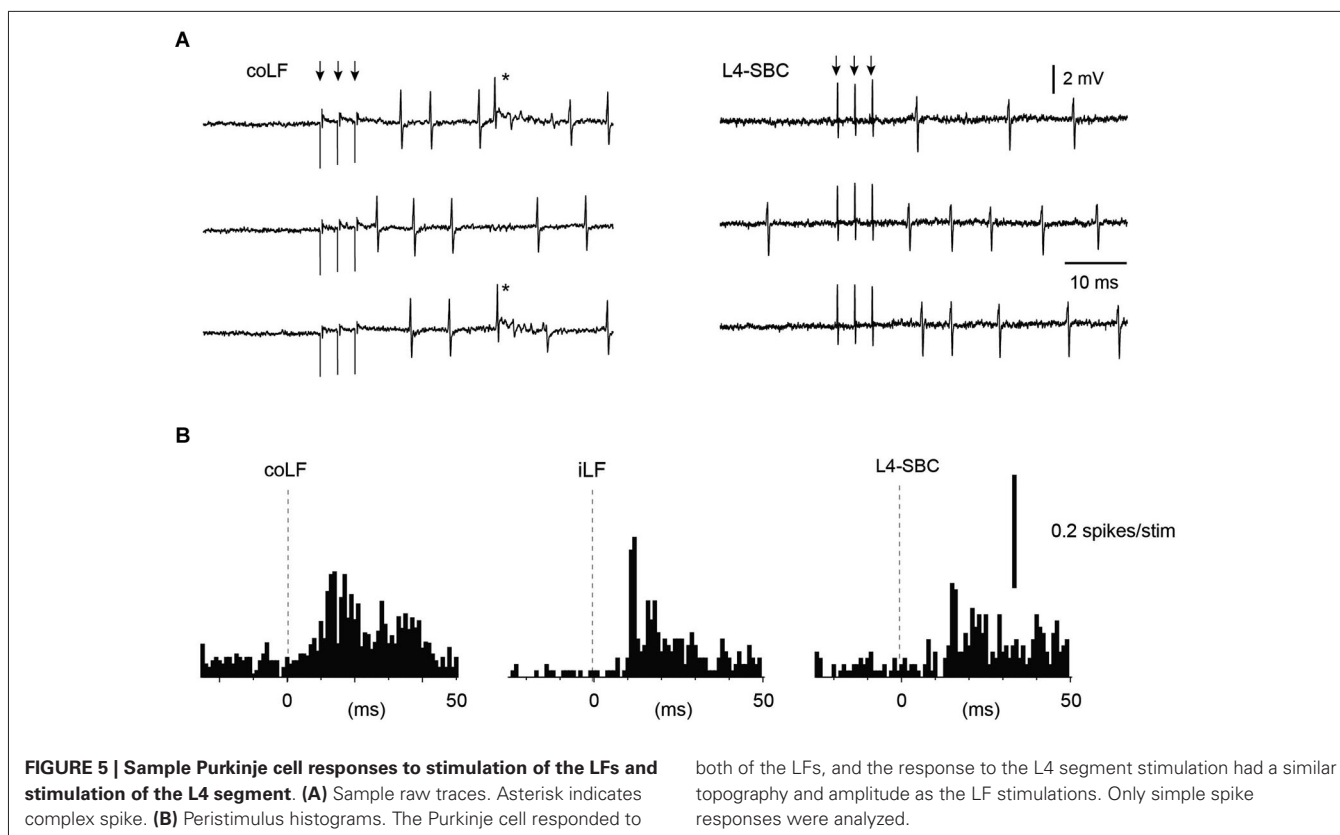 A
coLF
*
L4-SBC
2 mV
*
10 ms
B
coLF
iLF
L4-SBC
0.2 spikes/stim
0
(ms)
50
0
(ms)
50
0
(ms)
50
FIGURE 5 | Sample Purkinje cell responses to stimulation of the LFs and
stimulation of the L4 segment. (A) Sample raw traces. Asterisk indicates
complex spike. (B) Peristimulus histograms. The Purkinje cell responded to
both of the LFs, and the response to the L4 segment stimulation had a similar
topography and amplitude as the LF stimulations. Only simple spike
responses were analyzed.